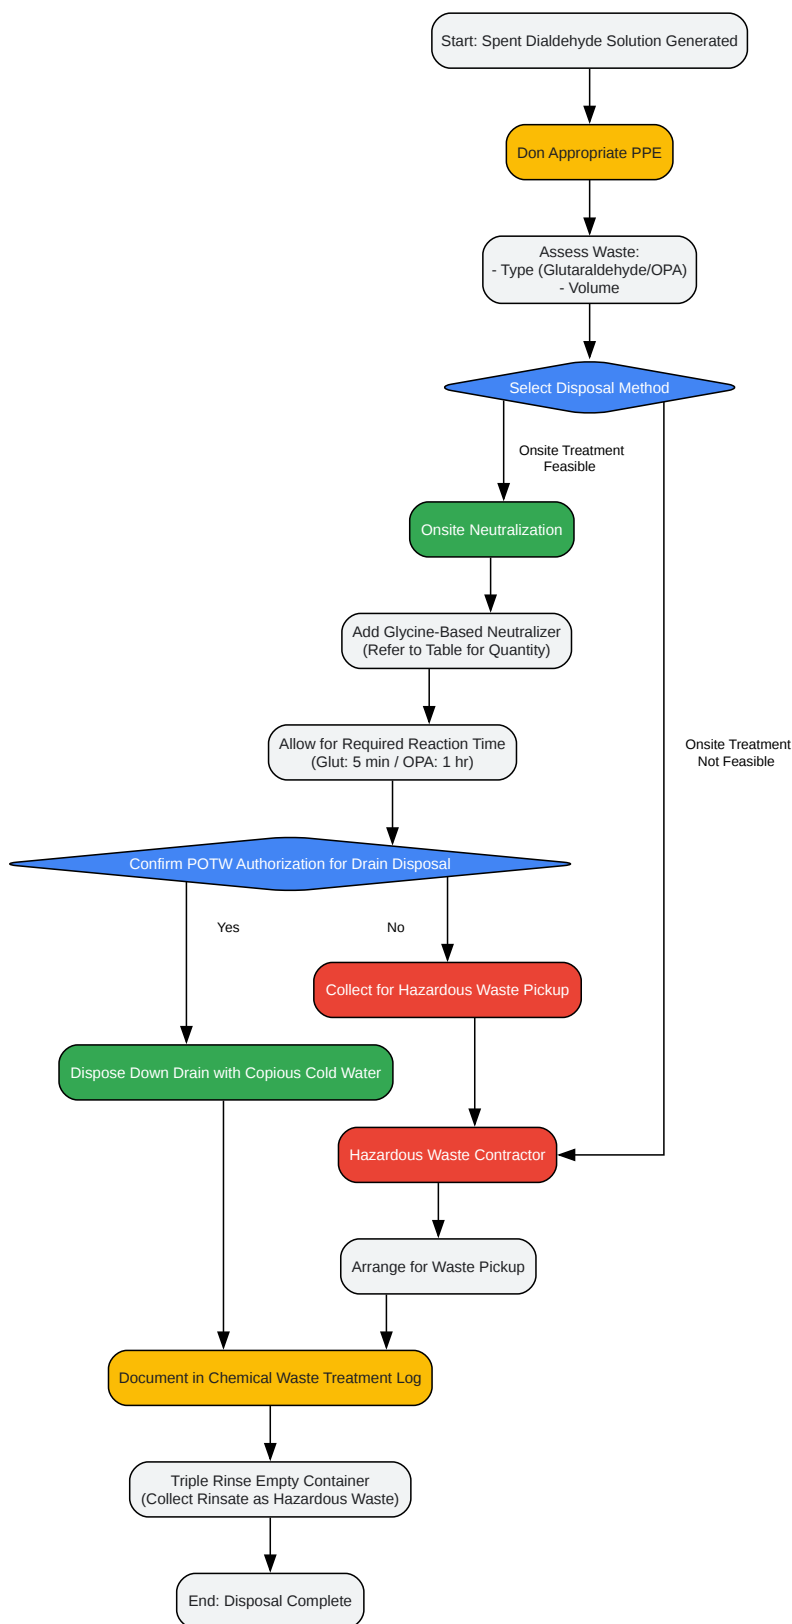 Start: Spent Dialdehyde Solution Generated
Don Appropriate PPE
Assess Waste:
- Type (Glutaraldehyde/OPA)
- Volume
Select Disposal Method
Onsite Treatment
Feasible
Onsite Neutralization
Add Glycine-Based Neutralizer
(Refer to Table for Quantity)
Allow for Required Reaction Time
(Glut: 5 min / OPA: 1 hr)
Onsite Treatment
Not Feasible
Confirm POTW Authorization for Drain Disposal
Yes
No
Collect for Hazardous Waste Pickup
Dispose Down Drain with Copious Cold Water
Hazardous Waste Contractor
Arrange for Waste Pickup
Document in Chemical Waste Treatment Log
Triple Rinse Empty Container
(Collect Rinsate as Hazardous Waste)
End: Disposal Complete